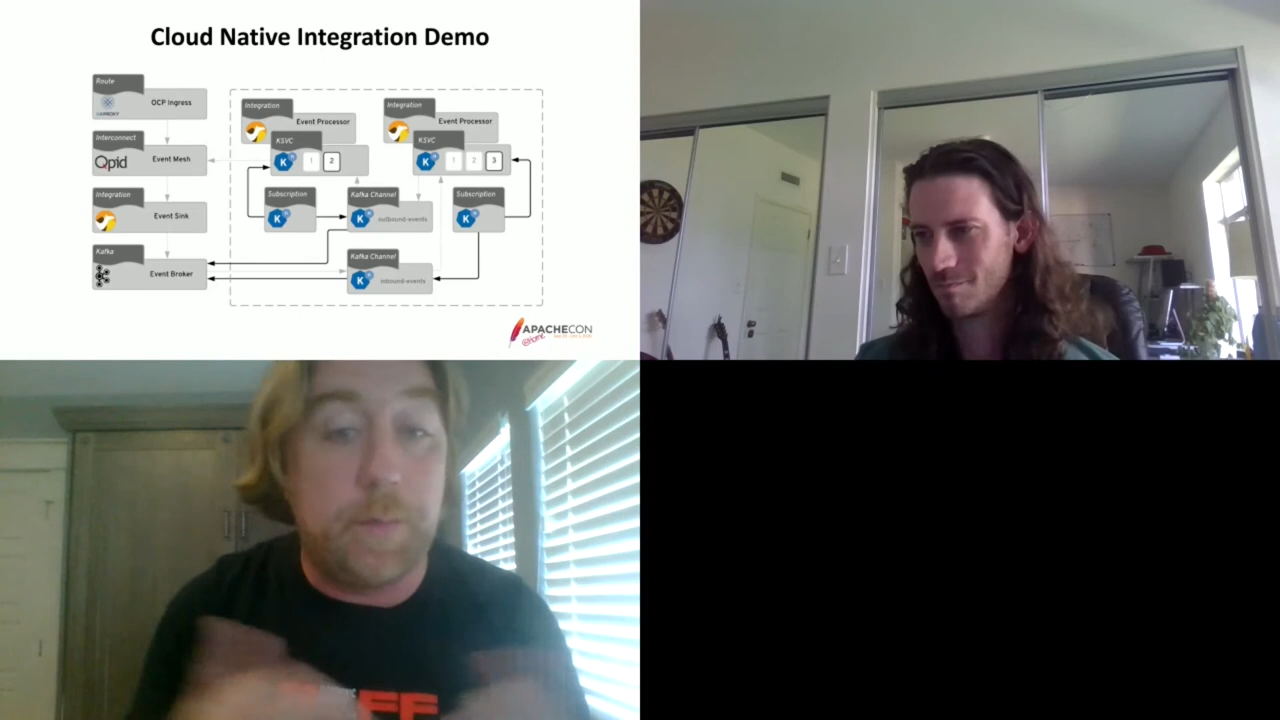 Cloud Native Integration Demo
Route
OCP Ingress
HAPROXY
Interconnect
Qpid
Event Mesh
Integration
Event Sink
Kafka
Event Broker
Integration
Event Processor
KSVC
K
1
2
Integration
Event Processor
KSVC
K
1
2
3
Subscription
K
Kafka Channel
K
outbound-events
Subscription
K
Kafka Channel
K
inbound-events
APACHECON
@home